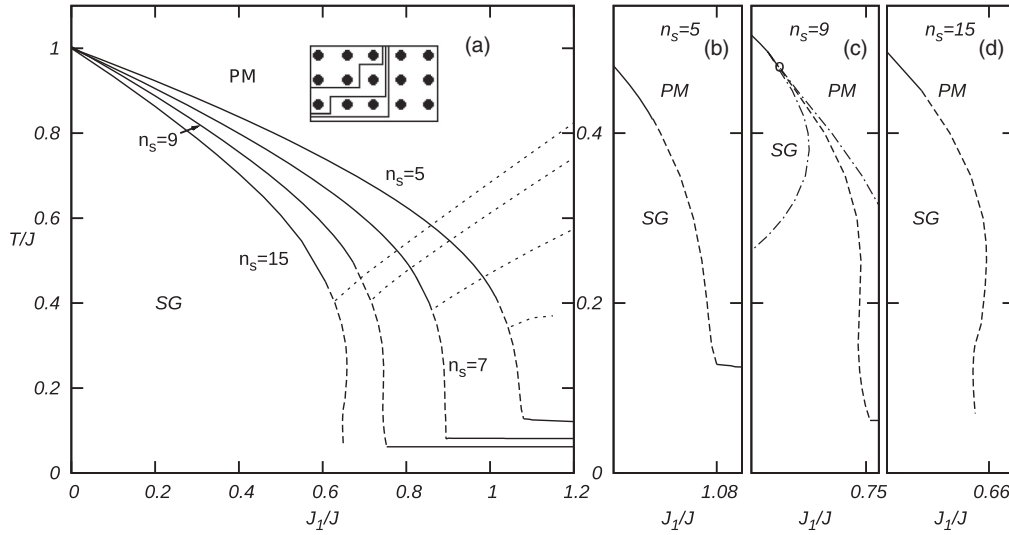 (a)
PM
n_s=9
n_s=5
n_s=15
SG
n_s=7
T/J
1
0.8
0.6
0.4
0.2
0
0 0.2 0.4 0.6 0.8 1 1.2
J_1/J
n_s=5
(b)
PM
SG
0.4
0.2
0
1.08
J_1/J
n_s=9
(c)
PM
SG
0.75
J_1/J
n_s=15
(d)
PM
SG
0.66
J_1/J